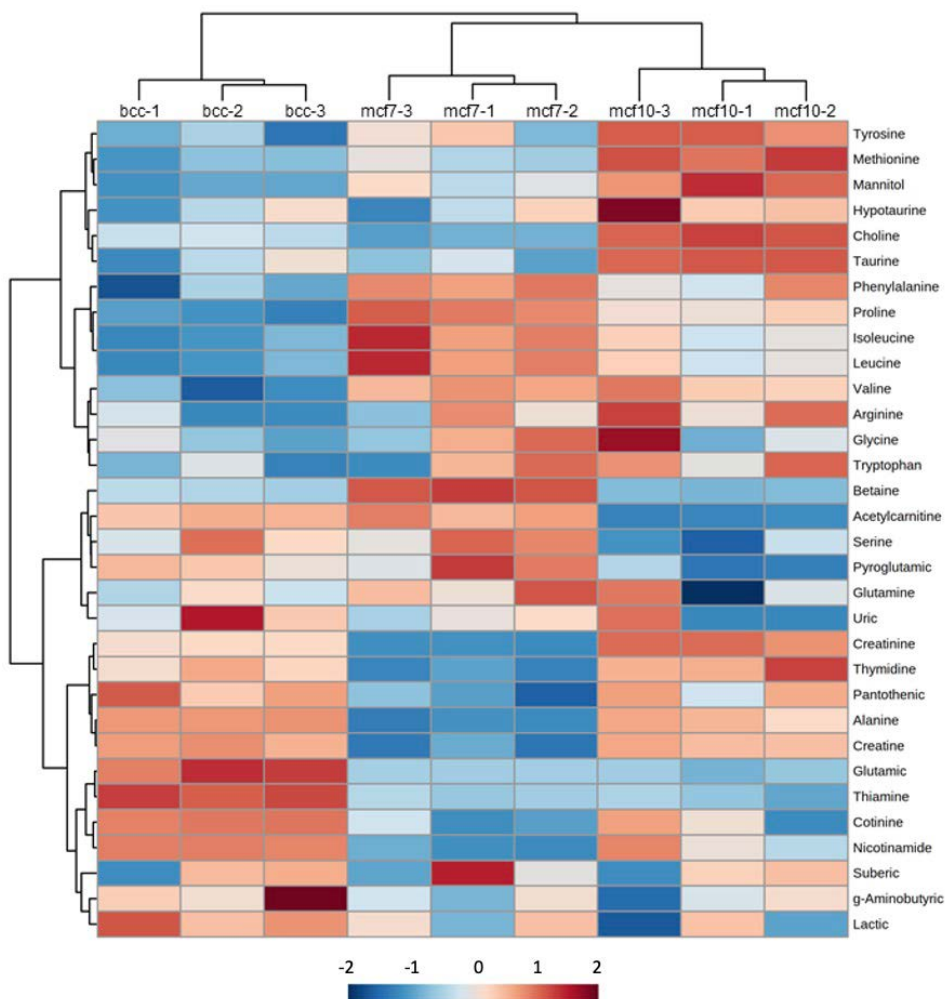 bcc-1 bcc-2 bcc-3 mcf7-3 mcf7-1 mcf7-2 mcf10-3 mcf10-1 mcf10-2
Tyrosine
Methionine
Mannitol
Hypotaurine
Choline
Taurine
Phenylalanine
Proline
Isoleucine
Leucine
Valine
Arginine
Glycine
Tryptophan
Betaine
Acetylcarnitine
Serine
Pyroglutamic
Glutamine
Uric
Creatinine
Thymidine
Pantothenic
Alanine
Creatine
Glutamic
Thiamine
Cotinine
Nicotinamide
Suberic
g-Aminobutyric
Lactic
-2 -1 0 1 2